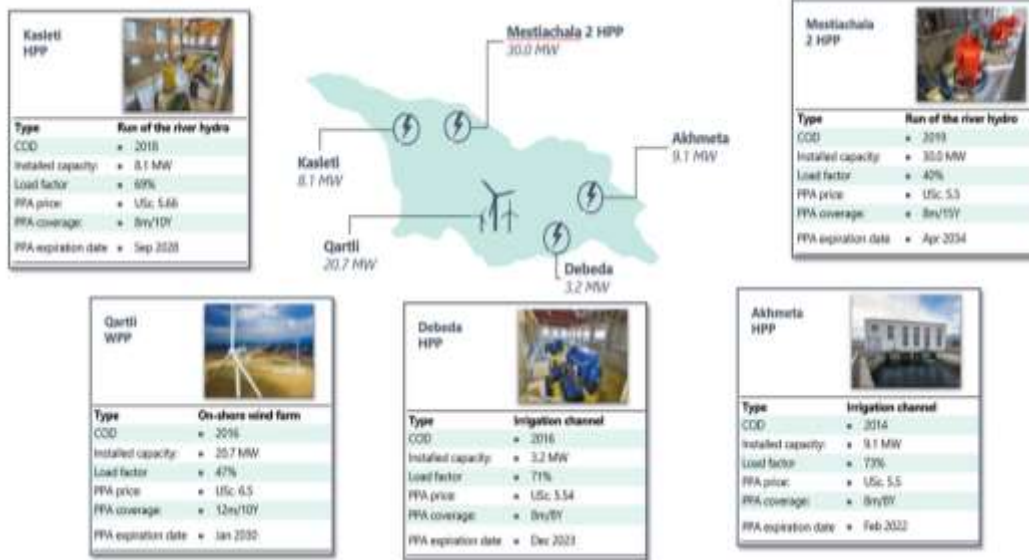 Kasleti
HPP
Type Run of the river hydro
COD • 2018
Installed capacity: • 8.1 MW
Load factor • 69%
PPA price: • USc. 5.66
PPA coverage: • 8m/10Y
PPA expiration date • Sep 2028
Mestiachala 2 HPP
30.0 MW
Kasleti
8.1 MW
Akhmeta
9.1 MW
Qartli
20.7 MW
Debeda
3.2 MW
Mestiachala
2 HPP
Type Run of the river hydro
COD • 2019
Installed capacity • 30.0 MW
Load factor • 40%
PPA price: • USc. 5.5
PPA coverage: • 8m/15Y
PPA expiration date • Apr 2034
Qartli
WPP
Type On-shore wind farm
COD • 2016
Installed capacity: • 20.7 MW
Load factor • 47%
PPA price: • USc. 6.5
PPA coverage: • 12m/10Y
PPA expiration date • Jan 2030
Debeda
HPP
Type Irrigation channel
COD • 2016
Installed capacity: • 3.2 MW
Load factor • 71%
PPA price: • USc. 5.54
PPA coverage: • 8m/8Y
PPA expiration date • Dec 2023
Akhmeta
HPP
Type Irrigation channel
COD • 2014
Installed capacity: • 9.1 MW
Load factor • 73%
PPA price: • USc. 5.5
PPA coverage: • 8m/8Y
PPA expiration date • Feb 2022